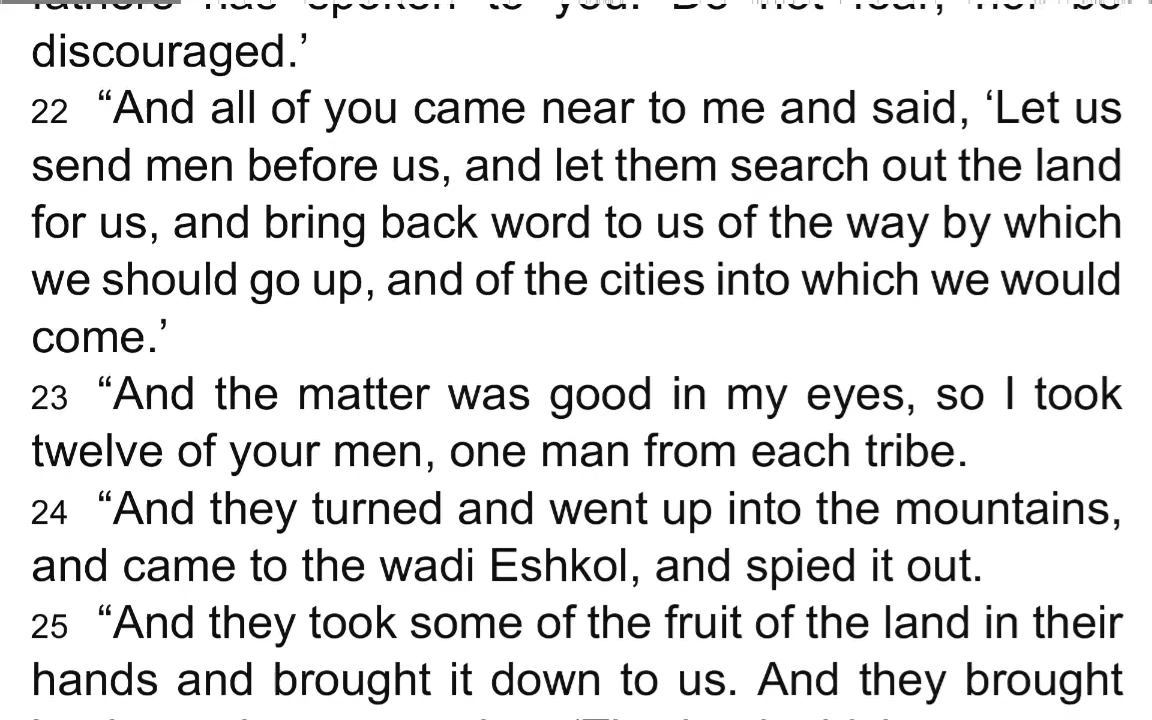 discouraged.’
22 “And all of you came near to me and said, ‘Let us
send men before us, and let them search out the land
for us, and bring back word to us of the way by which
we should go up, and of the cities into which we would
come.’
23 “And the matter was good in my eyes, so I took
twelve of your men, one man from each tribe.
24 “And they turned and went up into the mountains,
and came to the wadi Eshkol, and spied it out.
25 “And they took some of the fruit of the land in their
hands and brought it down to us. And they brought